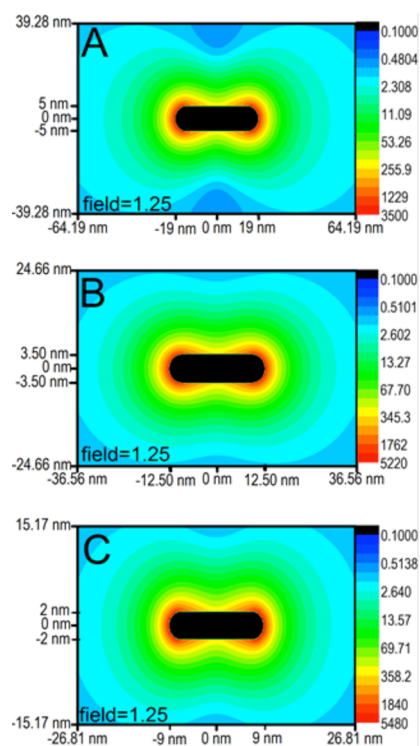 39.28 nm
A
5 nm
0 nm
-5 nm
-39.28 nm
field=1.25
-64.19 nm
-19 nm
0 nm
19 nm
64.19 nm
0.1000
0.4804
2.308
11.09
53.26
255.9
1229
3500
24.66 nm
B
3.50 nm
0 nm
-3.50 nm
-24.66 nm
field=1.25
-36.56 nm
-12.50 nm
0 nm
12.50 nm
36.56 nm
0.1000
0.5101
2.602
13.27
67.70
345.3
1762
5220
15.17 nm
C
2 nm
0 nm
-2 nm
-15.17 nm
field=1.25
-26.81 nm
-9 nm
0 nm
9 nm
26.81 nm
0.1000
0.5138
2.640
13.57
69.71
358.2
1840
5480